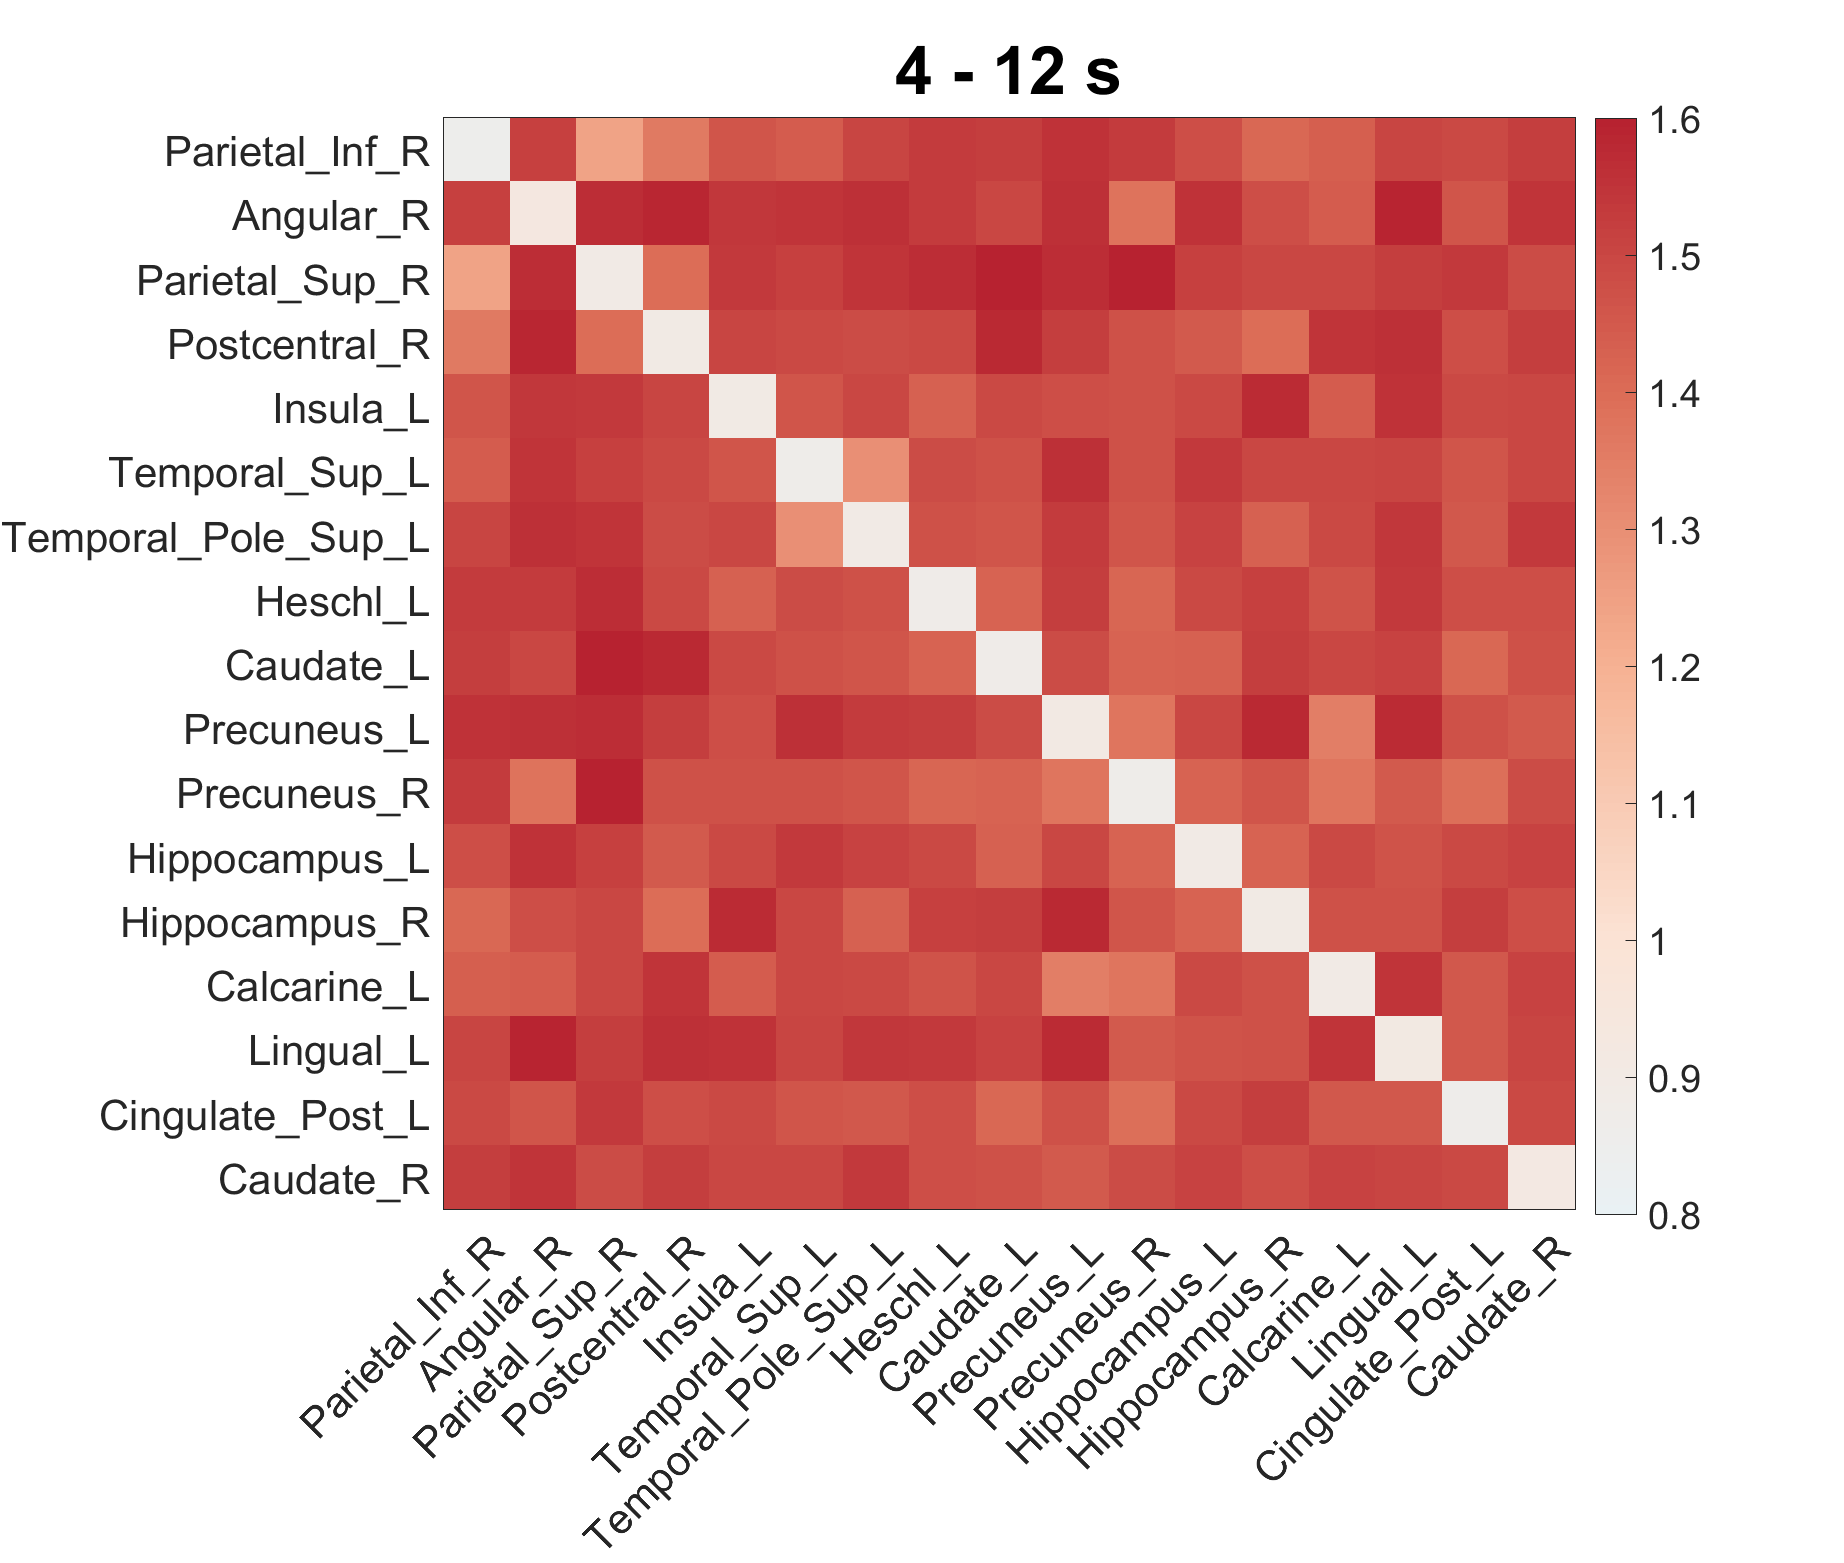 4 - 12 s
Parietal_Inf_R
Angular_R
Parietal_Sup_R
Postcentral_R
Insula_L
Temporal_Sup_L
Temporal_Pole_Sup_L
Heschl_L
Caudate_L
Precuneus_L
Precuneus_R
Hippocampus_L
Hippocampus_R
Calcarine_L
Lingual_L
Cingulate_Post_L
Caudate_R
Parietal_Inf_R
Angular_R
Parietal_Sup_R
Postcentral_R
Insula_L
Temporal_Sup_L
Temporal_Pole_Sup_L
Heschl_L
Caudate_L
Precuneus_L
Precuneus_R
Hippocampus_L
Hippocampus_R
Calcarine_L
Lingual_L
Cingulate_Post_L
Caudate_R
1.6
1.5
1.4
1.3
1.2
1.1
1
0.9
0.8